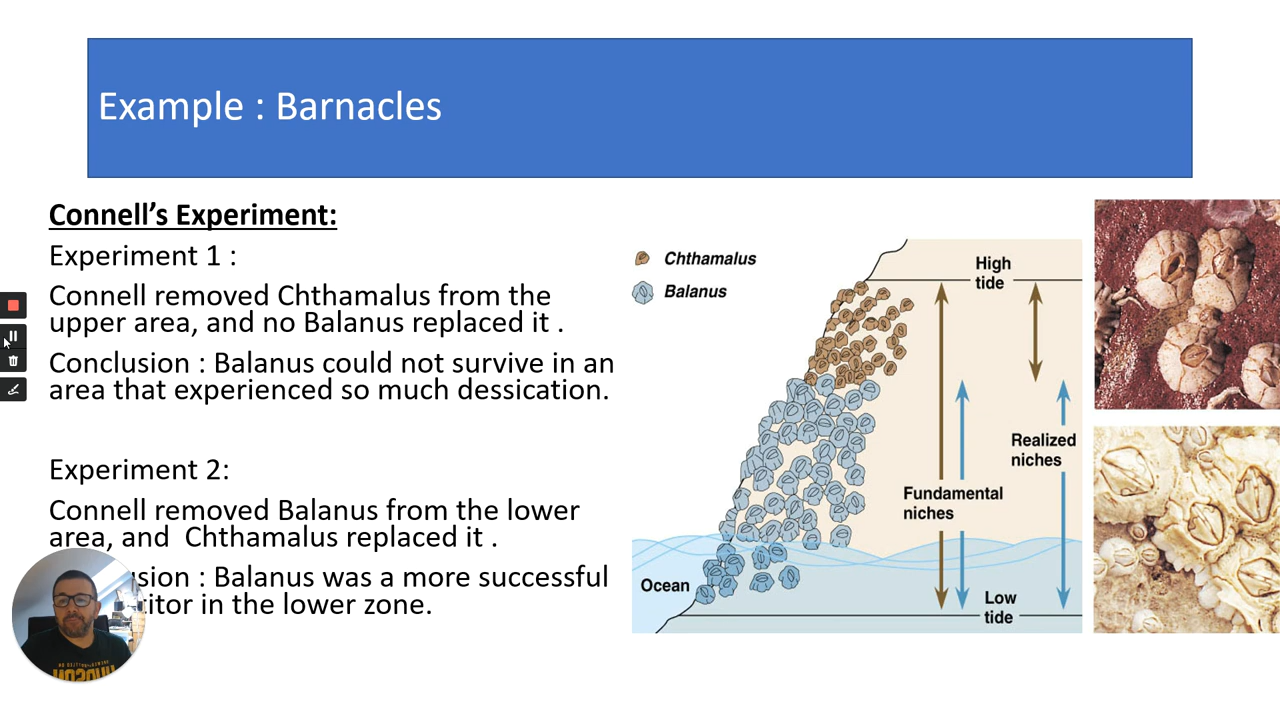 Example : Barnacles
Connell’s Experiment:
Experiment 1 :
Connell removed Chthamalus from the
upper area, and no Balanus replaced it .
Conclusion : Balanus could not survive in an
area that experienced so much dessication.
Experiment 2:
Connell removed Balanus from the lower
area, and Chthamalus replaced it .
usion : Balanus was a more successful
itor in the lower zone.
Chthamalus
Balanus
High
tide
Realized
niches
Fundamental
niches
Ocean
Low
tide